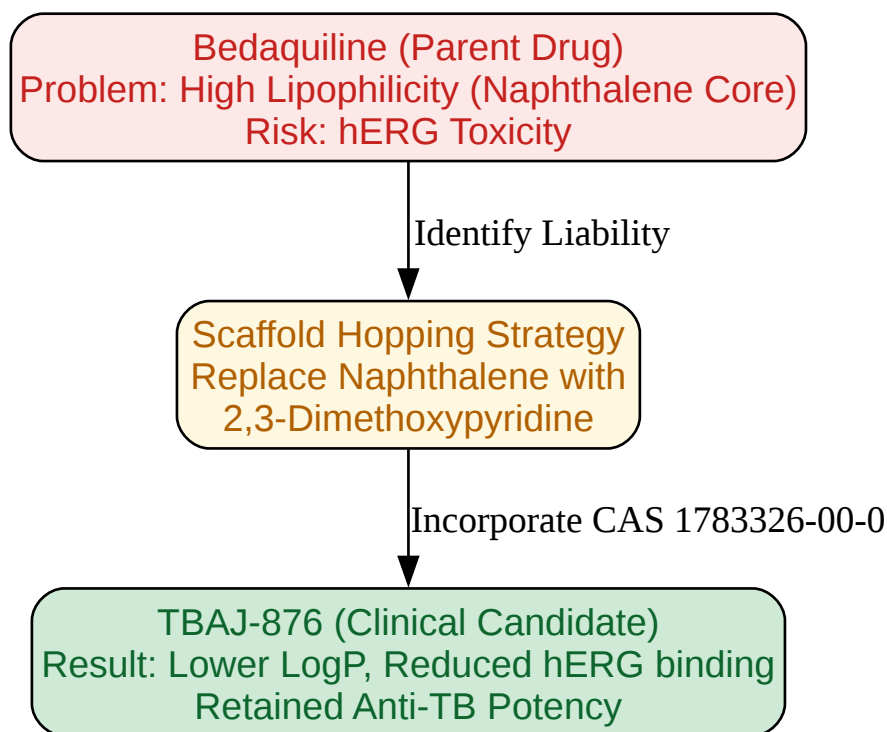 Bedaquiline (Parent Drug)
Problem: High Lipophilicity (Naphthalene Core)
Risk: hERG Toxicity
Identify Liability
Scaffold Hopping Strategy
Replace Naphthalene with
2,3-Dimethoxypyridine
Incorporate CAS 1783326-00-0
TBAJ-876 (Clinical Candidate)
Result: Lower LogP, Reduced hERG binding
Retained Anti-TB Potency